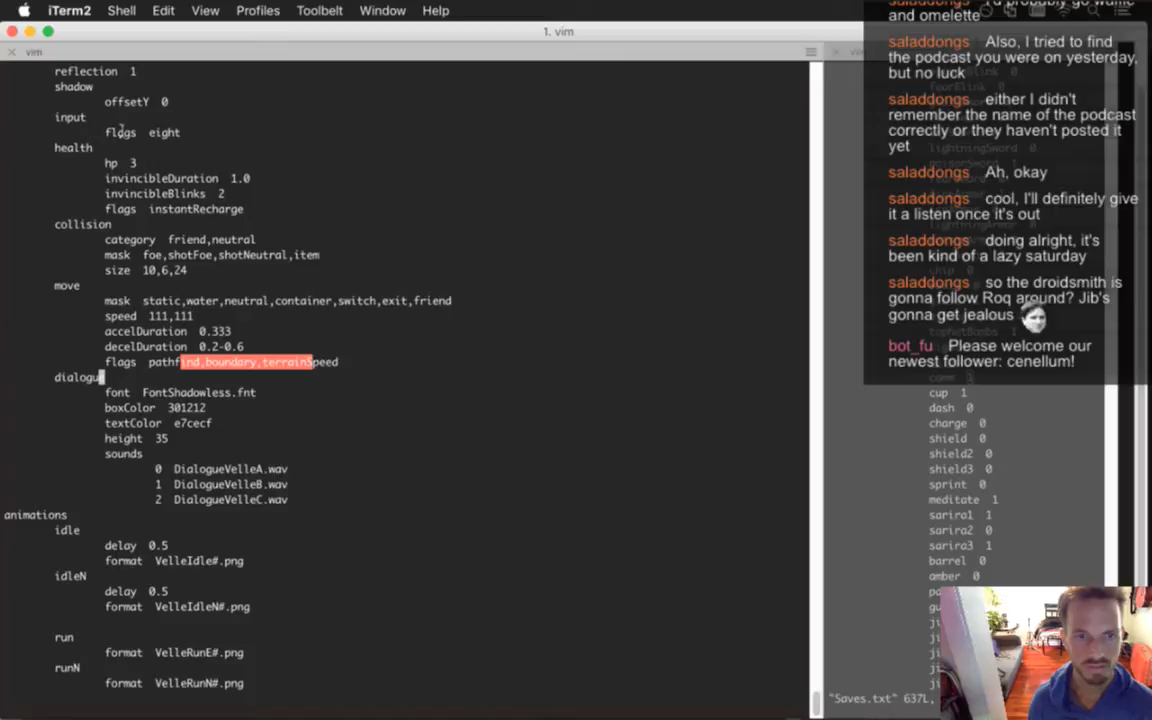 iTerm2 Shell Edit View Profiles Toolbelt Window Help
1. vim
vim
reflection 1
shadow
offsetY 0
input
flags eight
health
hp 3
invincibleDuration 1.0
invincibleBlinks 2
flags instantRecharge
collision
category friend,neutral
mask foe,shotFoe,shotNeutral,item
size 10,6,24
move
mask static,water,neutral,container,switch,exit,friend
speed 111,111
accelDuration 0.333
decelDuration 0.2-0.6
flags pathfind,boundary,terrainSpeed
dialogue
font FontShadowless.fnt
boxColor 301212
textColor e7cecf
height 35
sounds
0 DialogueVelleA.wav
1 DialogueVelleB.wav
2 DialogueVelleC.wav
animations
idle
delay 0.5
format VelleIdle#.png
idleN
delay 0.5
format VelleIdleN#.png
run
format VelleRunE#.png
runN
format VelleRunN#.png
and omelette
saladdongs Also, I tried to find
the podcast you were on yesterday,
but no luck
saladdongs either I didn't
remember the name of the podcast
correctly or they haven't posted it
yet
saladdongs Ah, okay
saladdongs cool, I'll definitely give
it a listen once it's out
saladdongs doing alright, it's
been kind of a lazy saturday
saladdongs so the droidsmith is
gonna follow Roq around? Jib's
gonna get jealous
bot_fu Please welcome our
newest follower: cenellum!
cup 1
dash 0
charge 0
shield 0
shield2 0
shield3 0
sprint 0
meditate 1
sarira1 1
sarira2 0
sarira3 1
barrel 0
amber 0
"Saves.txt" 637L,